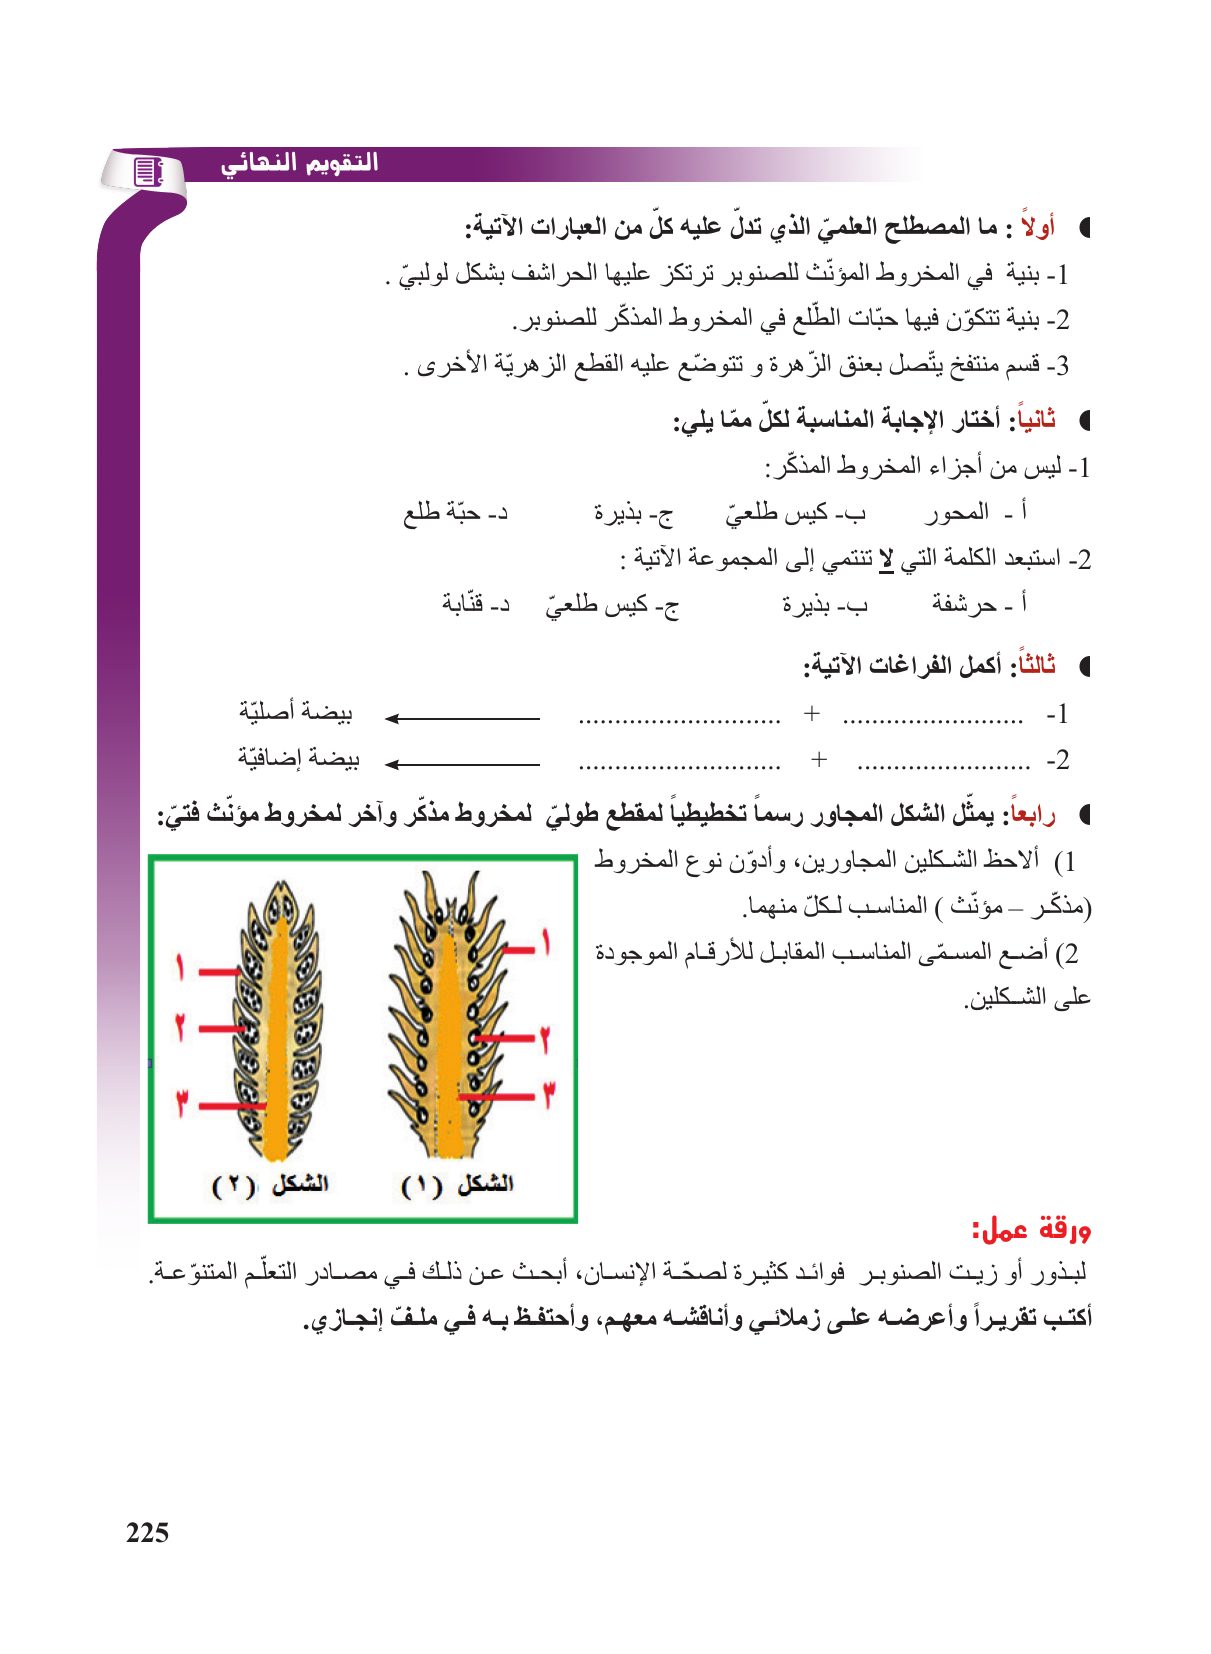 التقويم النهائي
أولاً : ما المصطلح العلميّ الذي تدلّ عليه كلّ من العبارات الآتية:
1- بنية في المخروط المؤنّث للصنوبر ترتكز عليها الحراشف بشكل لولبيّ .
2- بنية تتكوّن فيها حبّات الطّلع في المخروط المذكّر للصنوبر.
3- قسم منتفخ يتّصل بعنق الزّهرة و تتوضّع عليه القطع الزهريّة الأخرى .
ثانياً: أختار الإجابة المناسبة لكلّ ممّا يلي:
1- ليس من أجزاء المخروط المذكّر:
أ - المحور ب- كيس طلعيّ ج- بذيرة د- حبّة طلع
2- استبعد الكلمة التي لا تنتمي إلى المجموعة الآتية :
أ - حرشفة ب- بذيرة ج- كيس طلعيّ د- قنّابة
ثالثاً: أكمل الفراغات الآتية:
1- ......................... + ............................ بيضة أصليّة
2- ........................ + ............................ بيضة إضافيّة
رابعاً: يمثّل الشكل المجاور رسماً تخطيطياً لمقطع طوليّ لمخروط مذكّر وآخر لمخروط مؤنّث فتيّ:
1) ألاحظ الشكلين المجاورين، وأدوّن نوع المخروط
(مذكّر – مؤنّث ) المناسب لكلّ منهما.
2) أضع المسمّى المناسب المقابل للأرقام الموجودة
على الشكلين.
١
٢
٣
الشكل (١)
١
٢
٣
الشكل (٢)
ورقة عمل:
لبذور أو زيت الصنوبر فوائد كثيرة لصحّة الإنسان، أبحث عن ذلك في مصادر التعلّم المتنوّعة.
أكتب تقريراً وأعرضه على زملائي وأناقشه معهم، وأحتفظ به في ملفّ إنجازي.
225